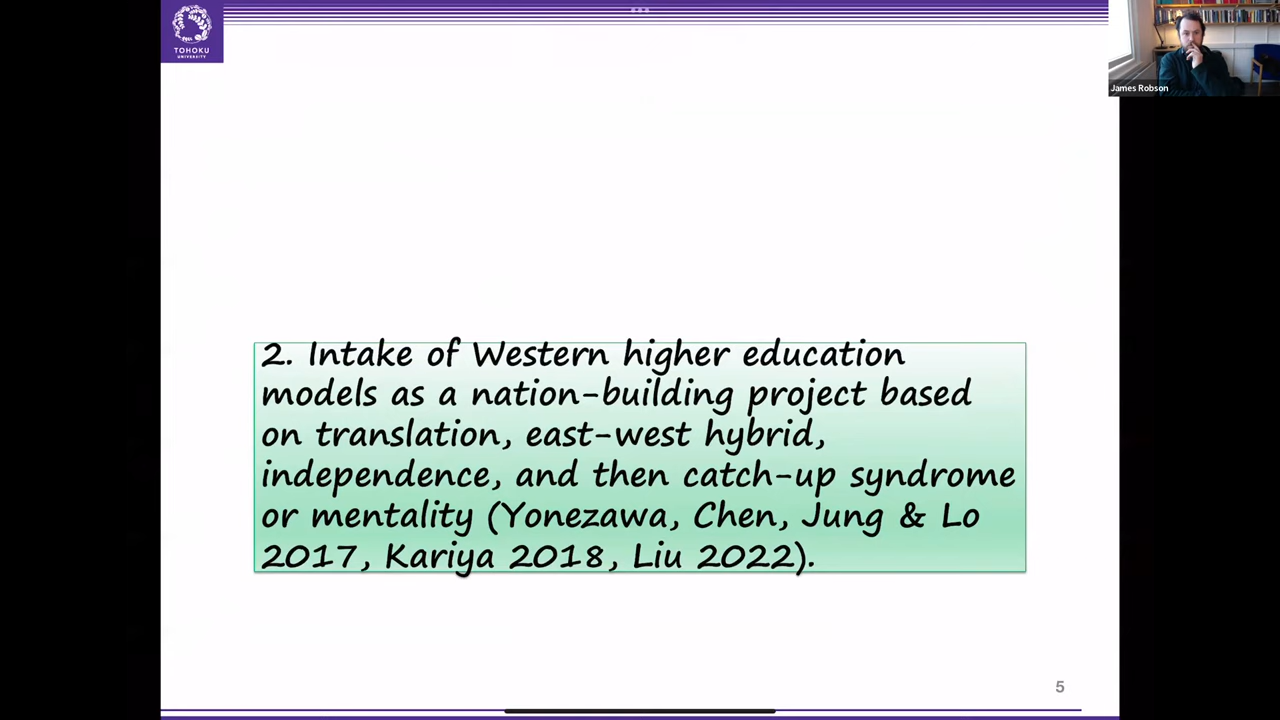 TOHOKU
UNIVERSITY
James Robson
2. Intake of Western higher education
models as a nation-building project based
on translation, east-west hybrid,
independence, and then catch-up syndrome
or mentality (Yonezawa, Chen, Jung & Lo
2017, Kariya 2018, Liu 2022).
5